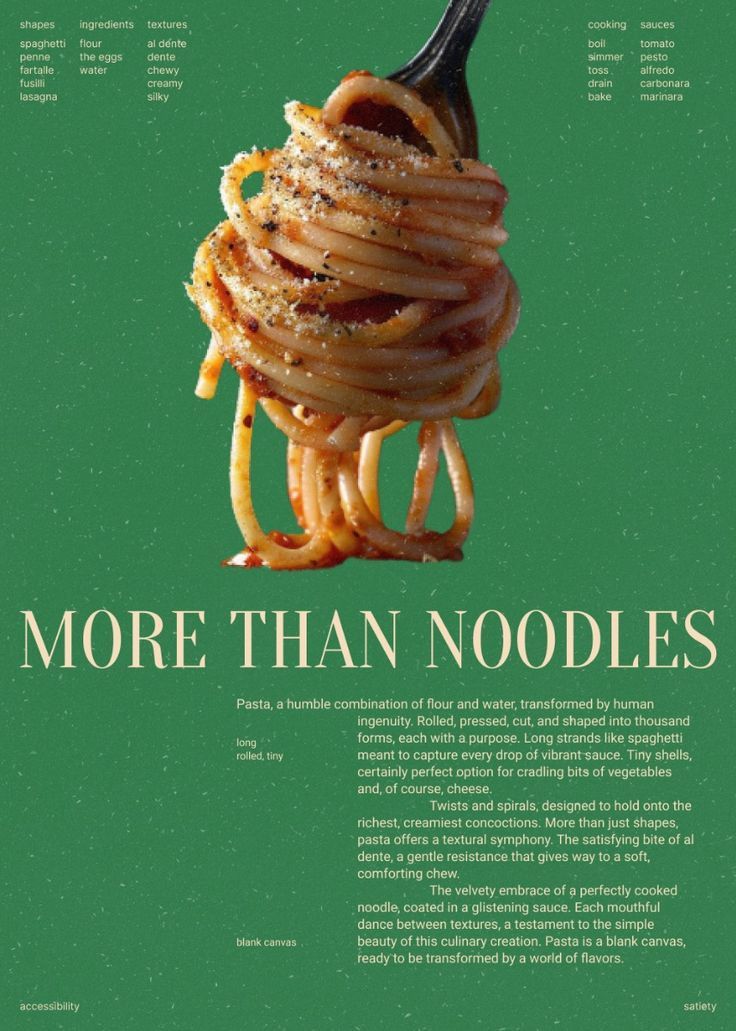 shapes
spaghetti
penne
fartalle
fusilli
lasagna
ingredients
flour
the eggs
water
textures
al dente
dente
chewy
creamy
silky
cooking
boil
simmer
toss
drain
bake
sauces
tomato
pesto
alfredo
carbonara
marinara
MORE THAN NOODLES
Pasta, a humble combination of flour and water, transformed by human
ingenuity. Rolled, pressed, cut, and shaped into thousand
forms, each with a purpose. Long strands like spaghetti
meant to capture every drop of vibrant sauce. Tiny shells,
certainly perfect option for cradling bits of vegetables
and, of course, cheese.
long
rolled, tiny
Twists and spirals, designed to hold onto the
richest, creamiest concoctions. More than just shapes,
pasta offers a textural symphony. The satisfying bite of al
dente, a gentle resistance that gives way to a soft,
comforting chew.
The velvety embrace of a perfectly cooked
noodle, coated in a glistening sauce. Each mouthful
dance between textures, a testament to the simple
beauty of this culinary creation. Pasta is a blank canvas,
ready to be transformed by a world of flavors.
blank canvas
accessibility
satiety